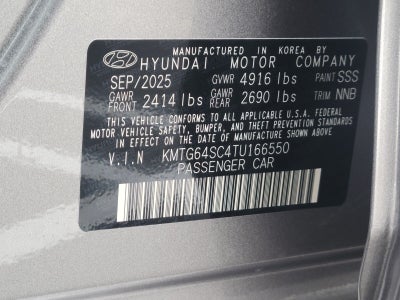 MANUFACTURED IN KOREA BY
HYUNDAI MOTOR COMPANY
SEP/2025 GVWR 4916 lbs PAINT SSS
GAWR FRONT 2414 lbs GAWR REAR 2690 lbs TRIM NNB
THIS VEHICLE CONFORMS TO ALL APPLICABLE U.S.A FEDERAL
MOTOR VEHICLE SAFETY, BUMPER, AND THEFT PREVENTION STANDARDS
IN EFFECT ON THE DATE OF MANUFACTURE SHOWN ABOVE.
V.I.N KMTG64SC4TU166550
PASSENGER CAR